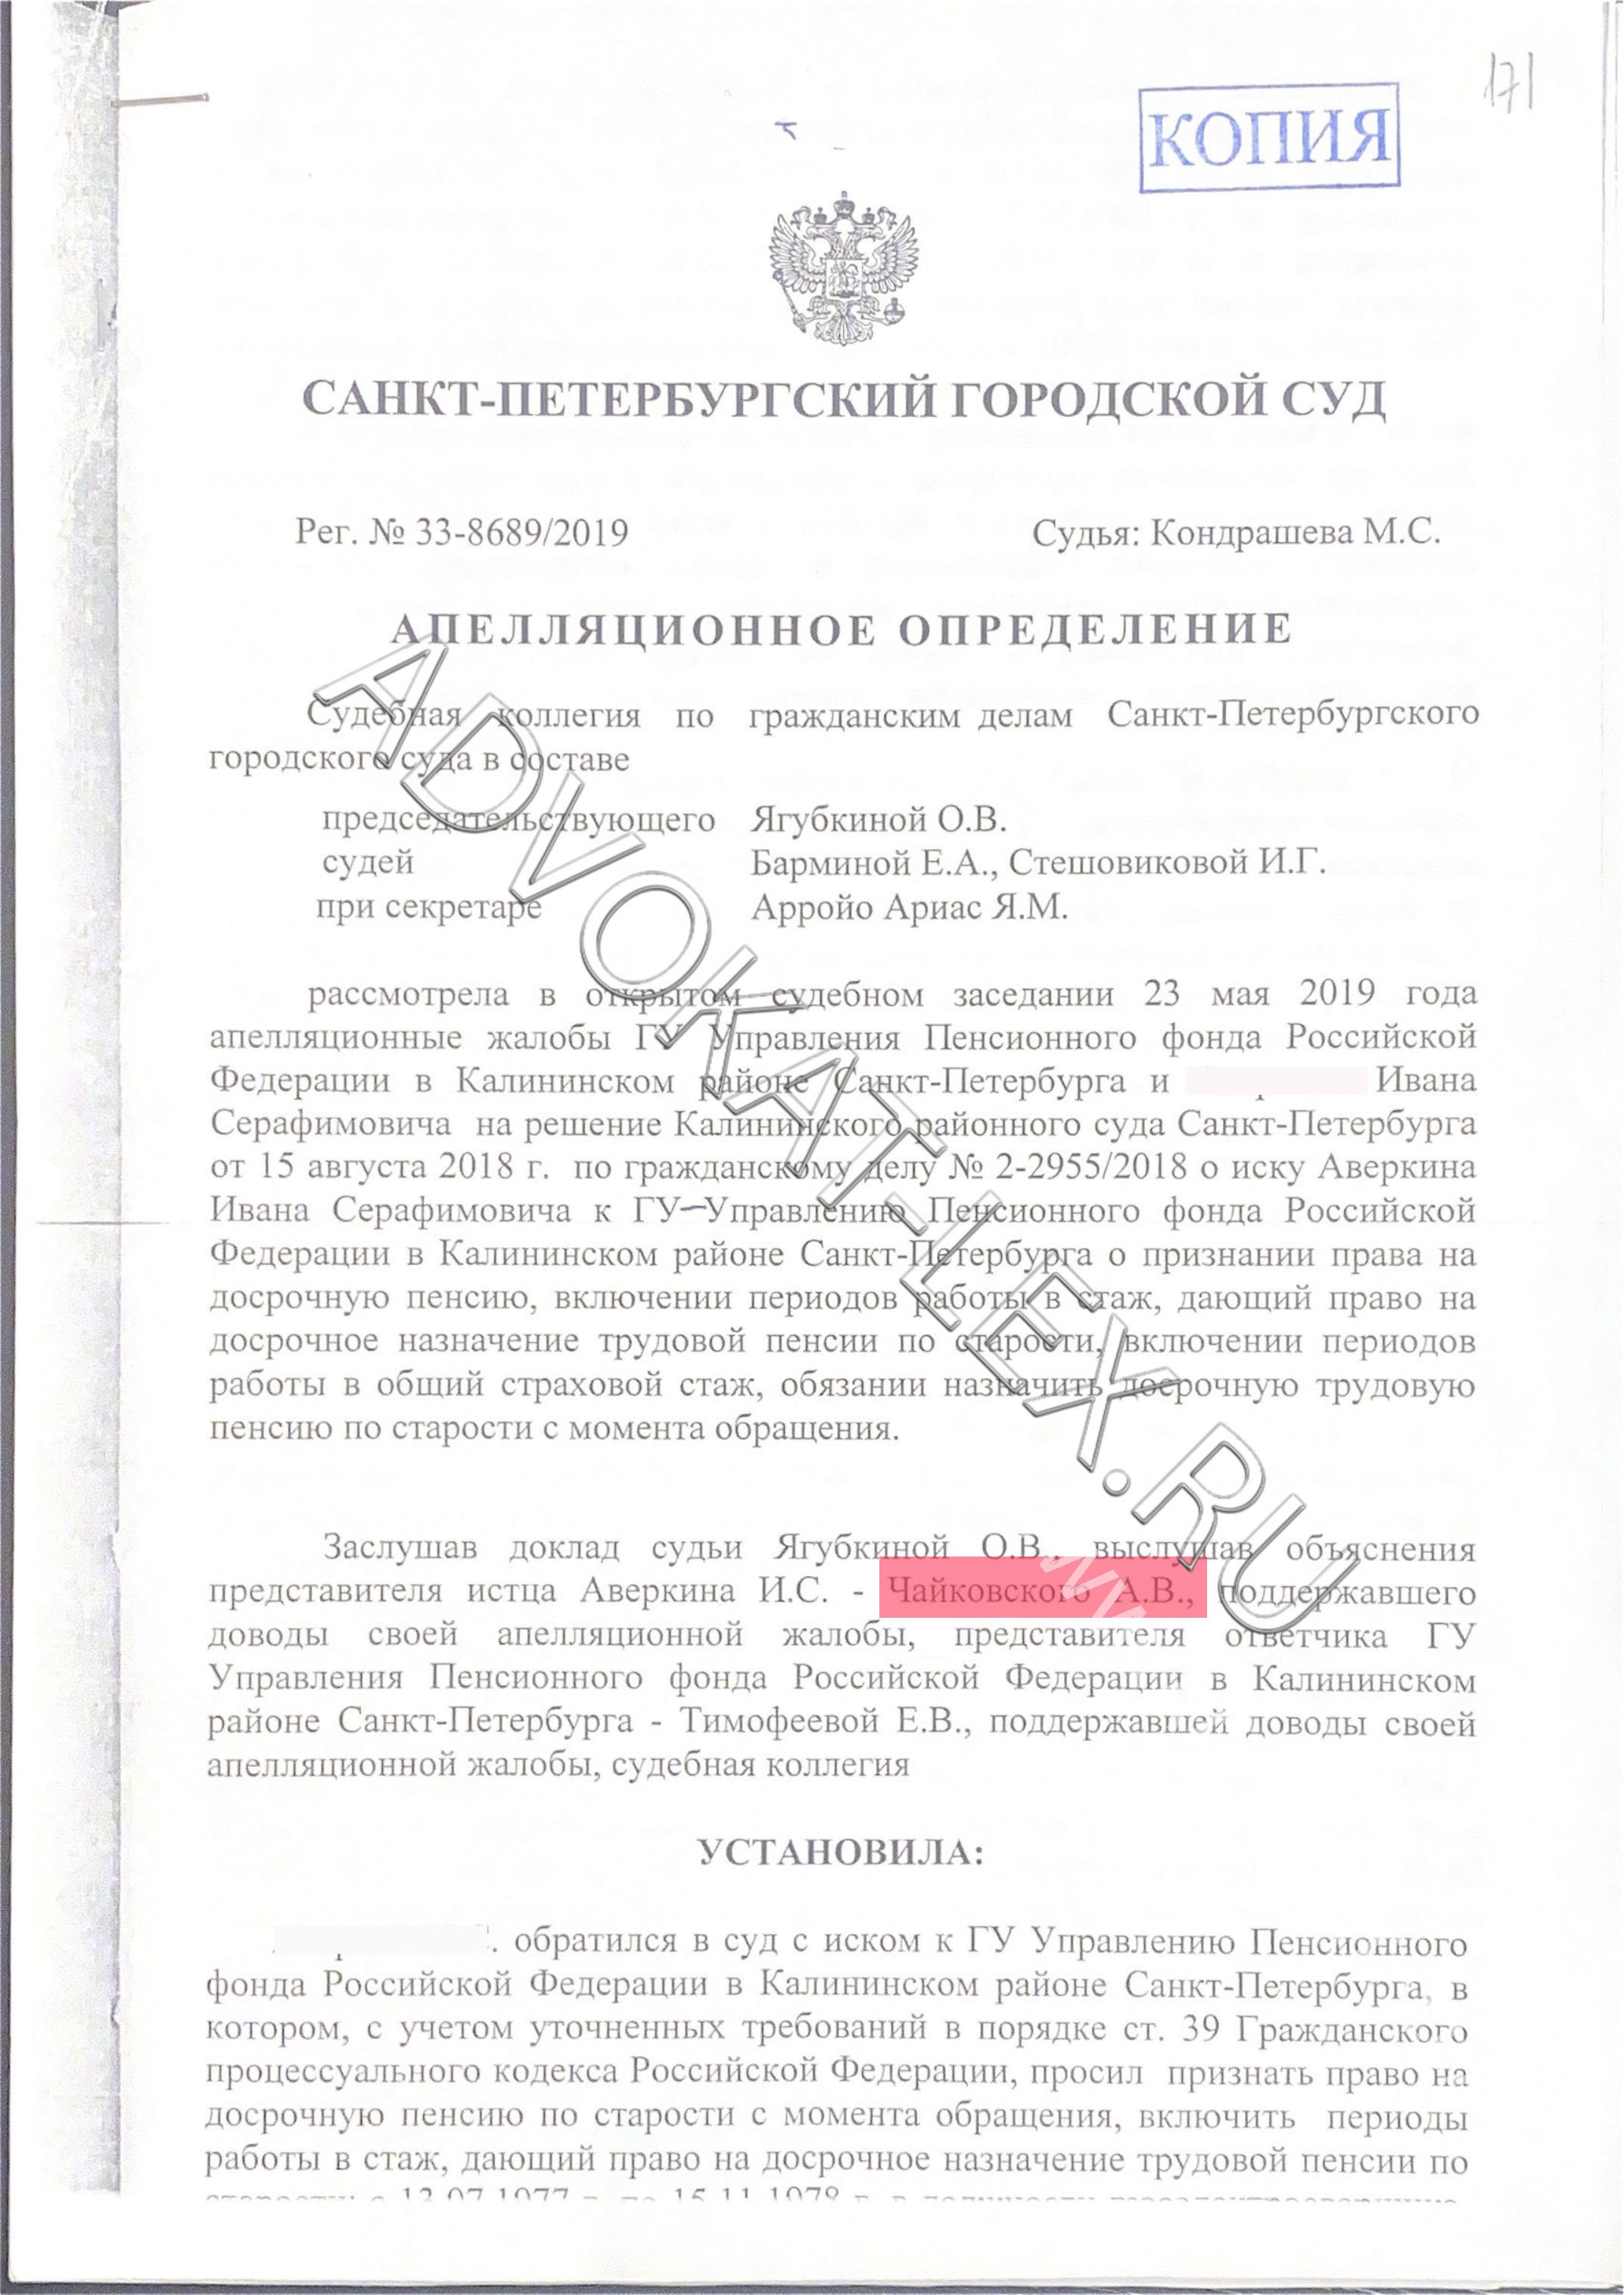 171
КОПИЯ
САНКТ-ПЕТЕРБУРГСКИЙ ГОРОДСКОЙ СУД
Рег. № 33-8689/2019 Судья: Кондрашева М.С.
АПЕЛЛЯЦИОННОЕ ОПРЕДЕЛЕНИЕ
Судебная коллегия по гражданским делам Санкт-Петербургского
городского суда в составе
председательствующего Ягубкиной О.В.
судей Барминой Е.А., Стешовиковой И.Г.
при секретаре Арройо Ариас Я.М.
рассмотрела в открытом судебном заседании 23 мая 2019 года
апелляционные жалобы ГУ Управления Пенсионного фонда Российской
Федерации в Калининском районе Санкт-Петербурга и Ивана
Серафимовича на решение Калининского районного суда Санкт-Петербурга
от 15 августа 2018 г. по гражданскому делу № 2-2955/2018 о иску Аверкина
Ивана Серафимовича к ГУ–Управлению Пенсионного фонда Российской
Федерации в Калининском районе Санкт-Петербурга о признании права на
досрочную пенсию, включении периодов работы в стаж, дающий право на
досрочное назначение трудовой пенсии по старости, включении периодов
работы в общий страховой стаж, обязании назначить досрочную трудовую
пенсию по старости с момента обращения.
Заслушав доклад судьи Ягубкиной О.В., выслушав объяснения
представителя истца Аверкина И.С. - Чайковского А.В., поддержавшего
доводы своей апелляционной жалобы, представителя ответчика ГУ
Управления Пенсионного фонда Российской Федерации в Калининском
районе Санкт-Петербурга - Тимофеевой Е.В., поддержавшей доводы своей
апелляционной жалобы, судебная коллегия
УСТАНОВИЛА:
обратился в суд с иском к ГУ Управлению Пенсионного
фонда Российской Федерации в Калининском районе Санкт-Петербурга, в
котором, с учетом уточненных требований в порядке ст. 39 Гражданского
процессуального кодекса Российской Федерации, просил признать право на
досрочную пенсию по старости с момента обращения, включить периоды
работы в стаж, дающий право на досрочное назначение трудовой пенсии по
ADVOKAT-LEX.RU